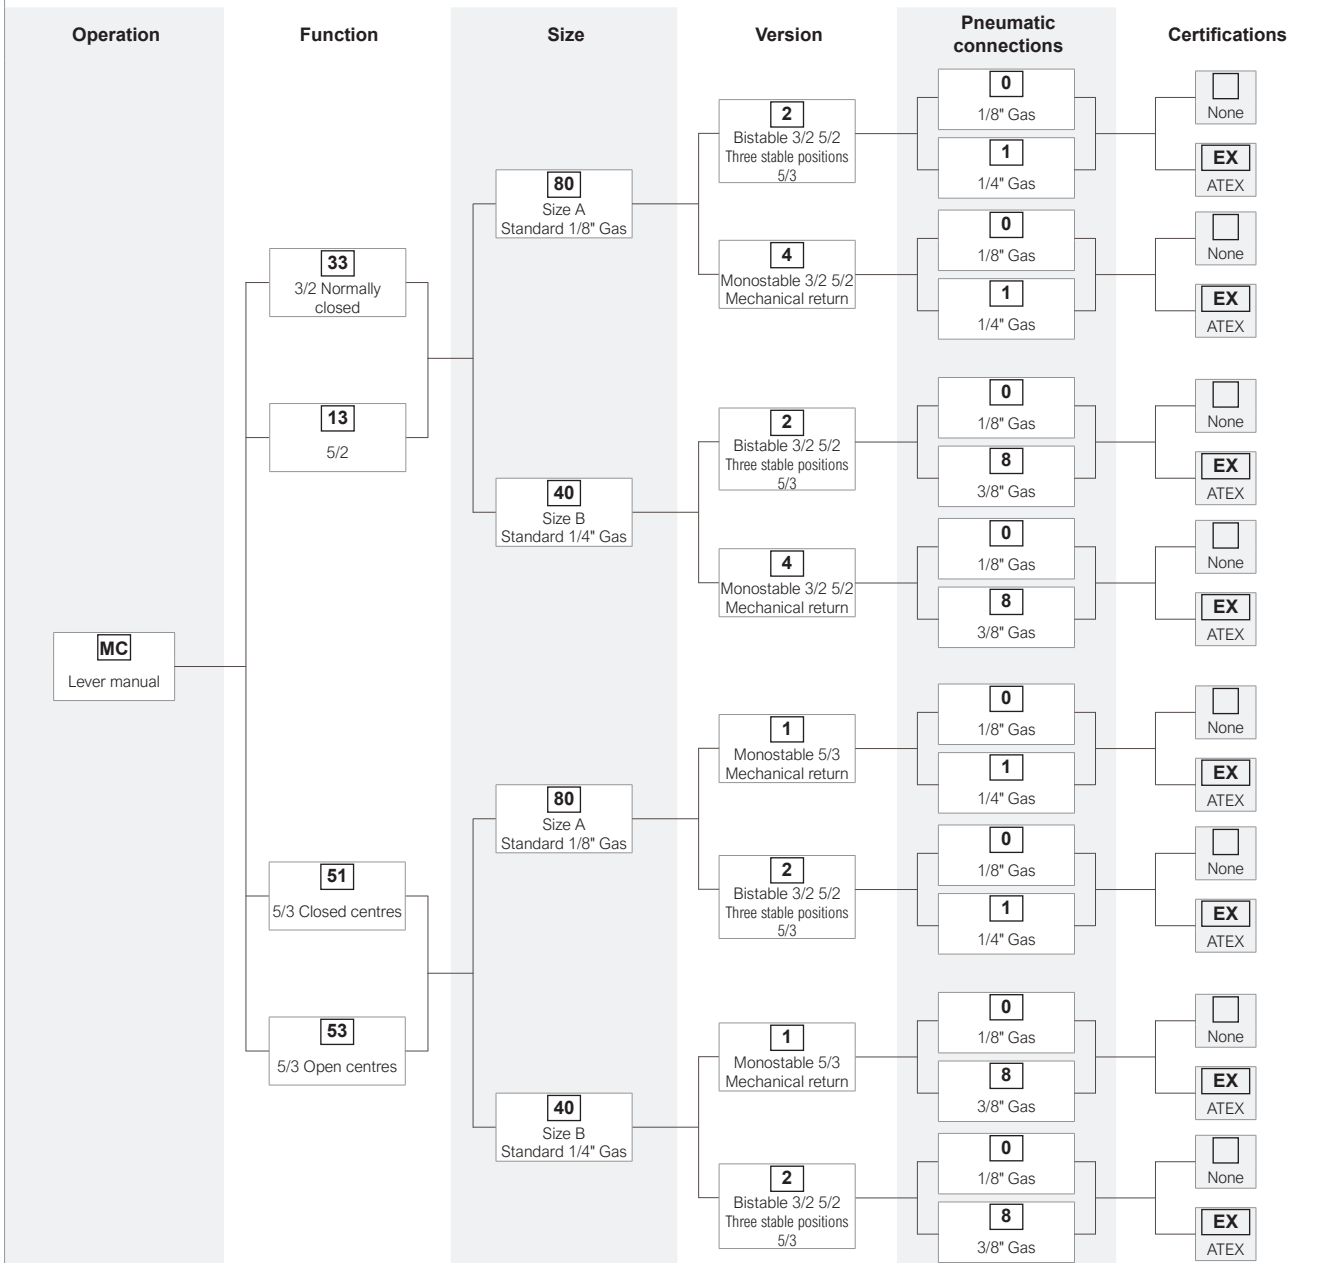 Operation
Function
Size
Version
Pneumatic
connections
Certifications
MC
Lever manual
33
3/2 Normally
closed
13
5/2
51
5/3 Closed centres
53
5/3 Open centres
80
Size A
Standard 1/8" Gas
40
Size B
Standard 1/4" Gas
80
Size A
Standard 1/8" Gas
40
Size B
Standard 1/4" Gas
2
Bistable 3/2 5/2
Three stable positions
5/3
4
Monostable 3/2 5/2
Mechanical return
2
Bistable 3/2 5/2
Three stable positions
5/3
4
Monostable 3/2 5/2
Mechanical return
1
Monostable 5/3
Mechanical return
2
Bistable 3/2 5/2
Three stable positions
5/3
1
Monostable 5/3
Mechanical return
2
Bistable 3/2 5/2
Three stable positions
5/3
0
1/8" Gas
1
1/4" Gas
0
1/8" Gas
1
1/4" Gas
0
1/8" Gas
8
3/8" Gas
0
1/8" Gas
8
3/8" Gas
0
1/8" Gas
1
1/4" Gas
0
1/8" Gas
1
1/4" Gas
0
1/8" Gas
8
3/8" Gas
0
1/8" Gas
8
3/8" Gas
None
EX
ATEX
None
EX
ATEX
None
EX
ATEX
None
EX
ATEX
None
EX
ATEX
None
EX
ATEX
None
EX
ATEX
None
EX
ATEX